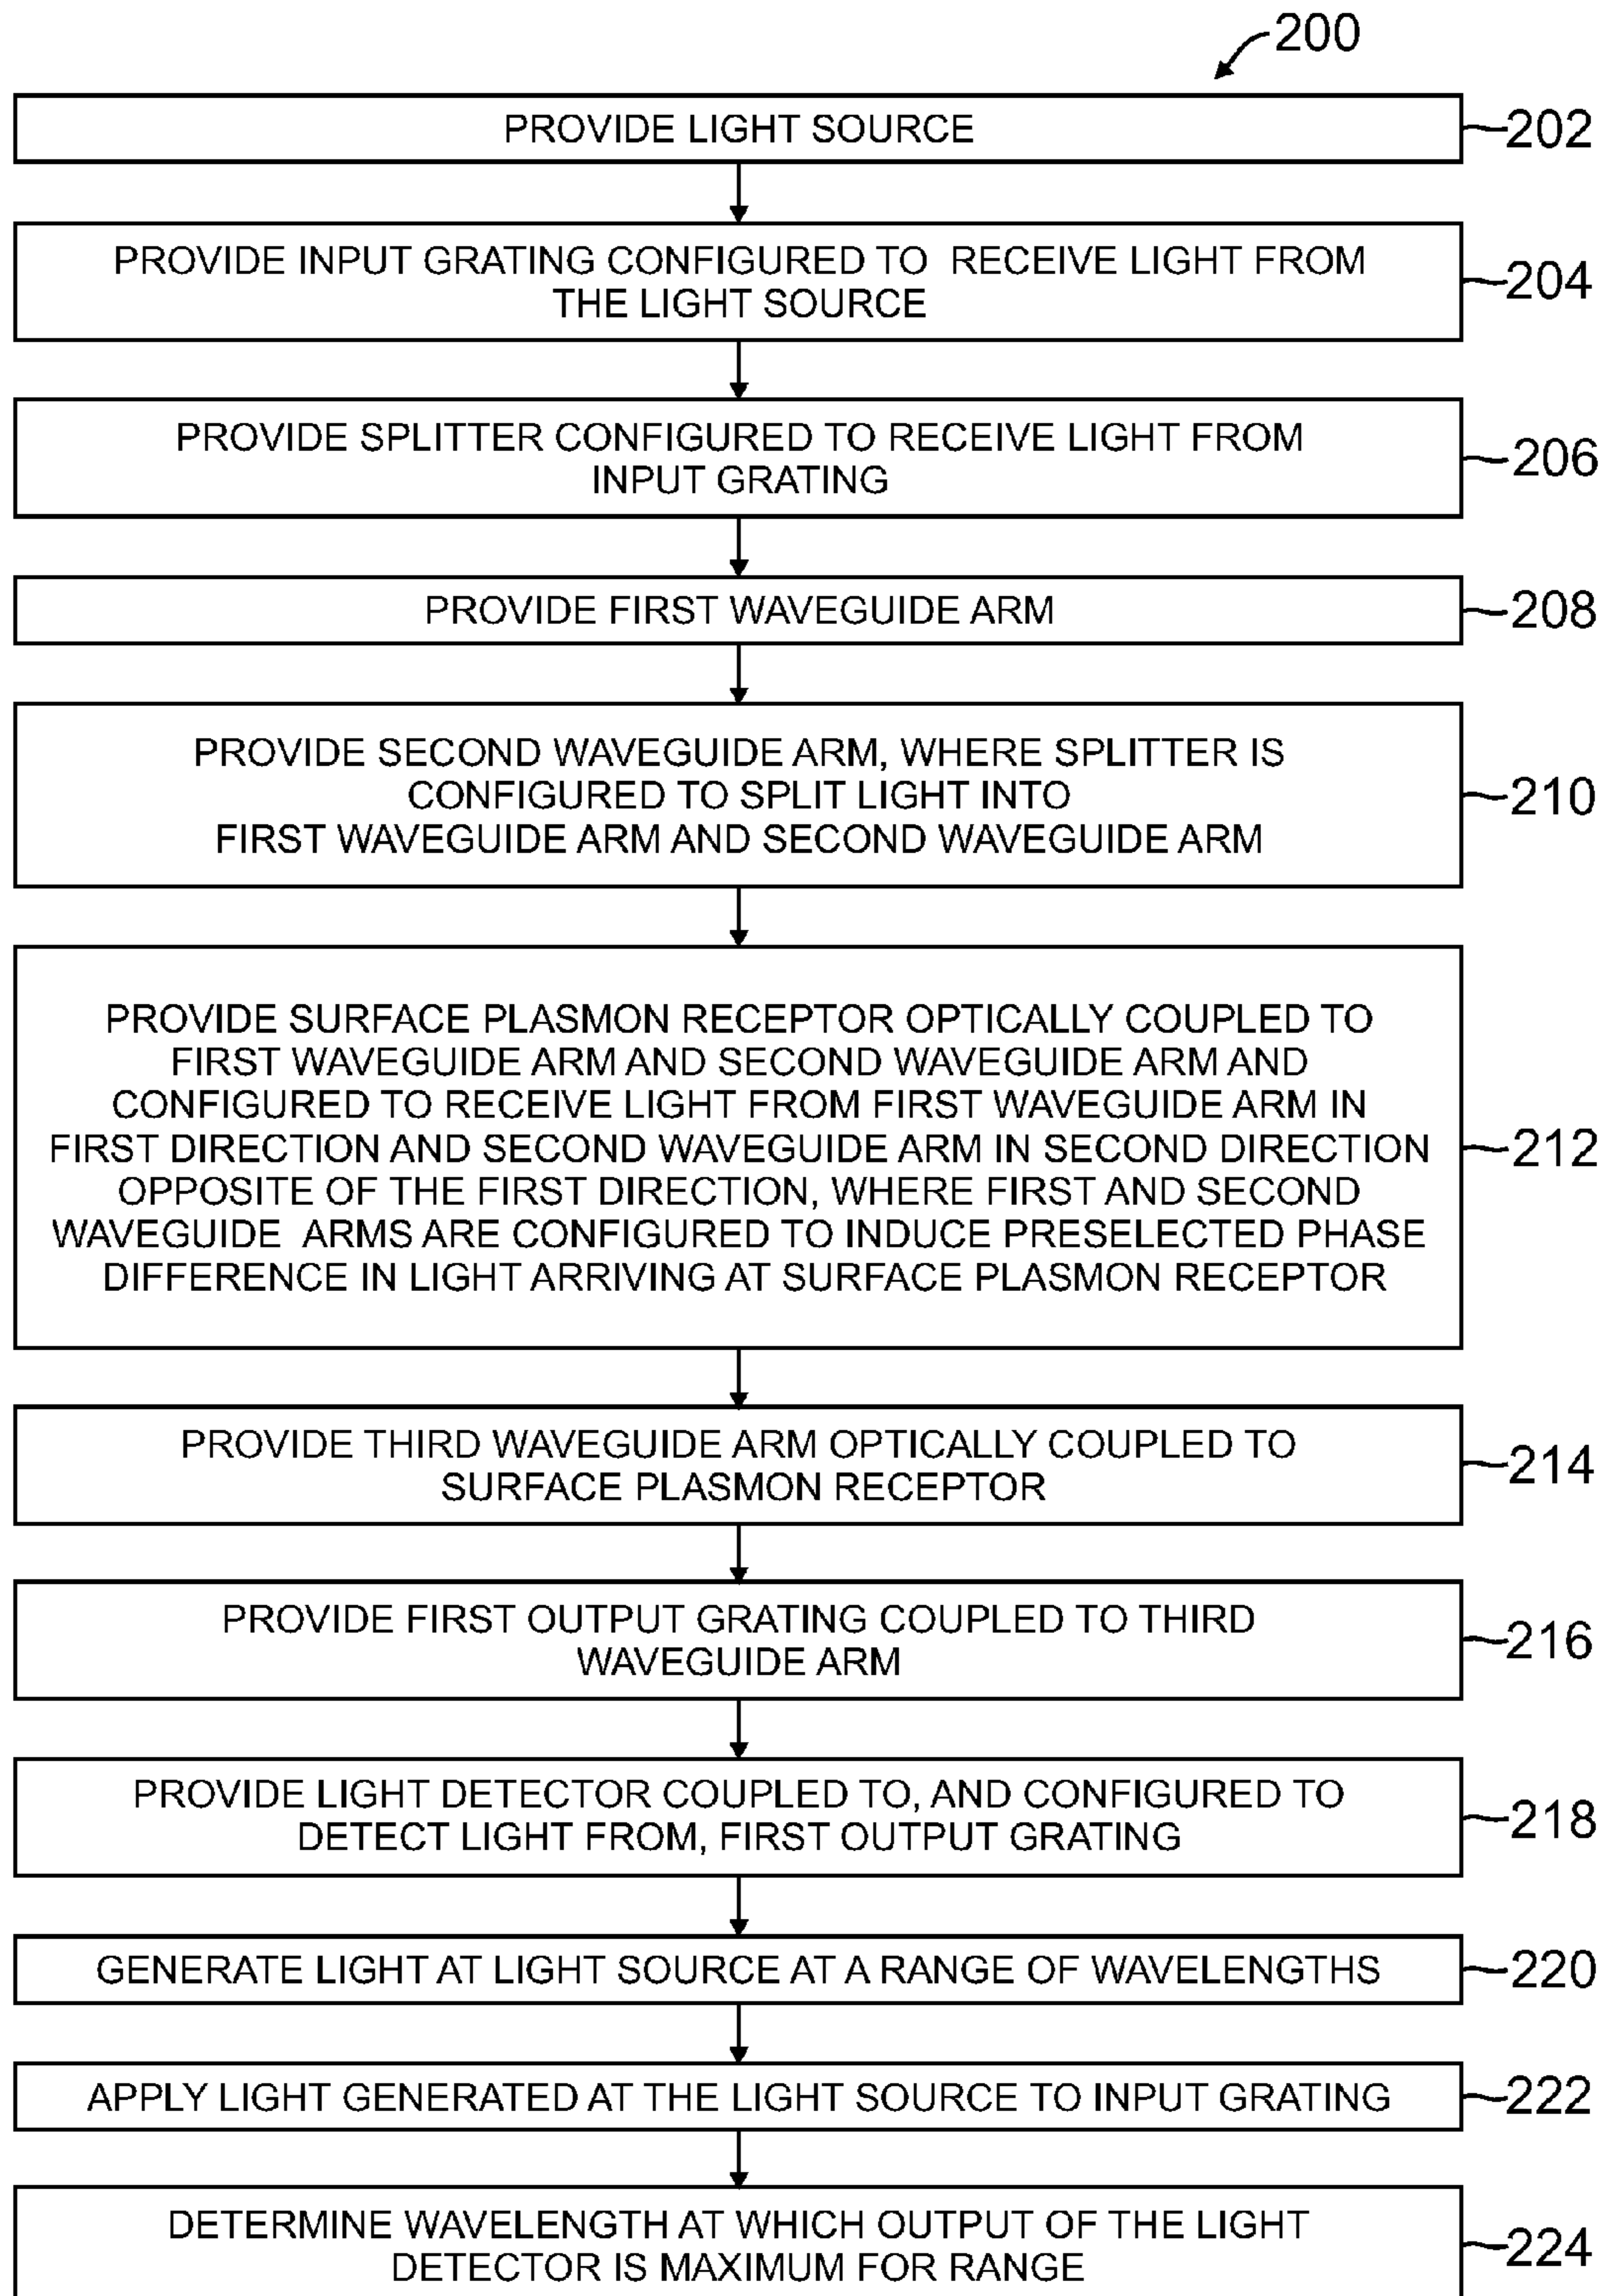 200
PROVIDE LIGHT SOURCE
202
PROVIDE INPUT GRATING CONFIGURED TO RECEIVE LIGHT FROM
THE LIGHT SOURCE
204
PROVIDE SPLITTER CONFIGURED TO RECEIVE LIGHT FROM
INPUT GRATING
206
PROVIDE FIRST WAVEGUIDE ARM
208
PROVIDE SECOND WAVEGUIDE ARM, WHERE SPLITTER IS
CONFIGURED TO SPLIT LIGHT INTO
FIRST WAVEGUIDE ARM AND SECOND WAVEGUIDE ARM
210
PROVIDE SURFACE PLASMON RECEPTOR OPTICALLY COUPLED TO
FIRST WAVEGUIDE ARM AND SECOND WAVEGUIDE ARM AND
CONFIGURED TO RECEIVE LIGHT FROM FIRST WAVEGUIDE ARM IN
FIRST DIRECTION AND SECOND WAVEGUIDE ARM IN SECOND DIRECTION
OPPOSITE OF THE FIRST DIRECTION, WHERE FIRST AND SECOND
WAVEGUIDE ARMS ARE CONFIGURED TO INDUCE PRESELECTED PHASE
DIFFERENCE IN LIGHT ARRIVING AT SURFACE PLASMON RECEPTOR
212
PROVIDE THIRD WAVEGUIDE ARM OPTICALLY COUPLED TO
SURFACE PLASMON RECEPTOR
214
PROVIDE FIRST OUTPUT GRATING COUPLED TO THIRD
WAVEGUIDE ARM
216
PROVIDE LIGHT DETECTOR COUPLED TO, AND CONFIGURED TO
DETECT LIGHT FROM, FIRST OUTPUT GRATING
218
GENERATE LIGHT AT LIGHT SOURCE AT A RANGE OF WAVELENGTHS
220
APPLY LIGHT GENERATED AT THE LIGHT SOURCE TO INPUT GRATING
222
DETERMINE WAVELENGTH AT WHICH OUTPUT OF THE LIGHT
DETECTOR IS MAXIMUM FOR RANGE
224